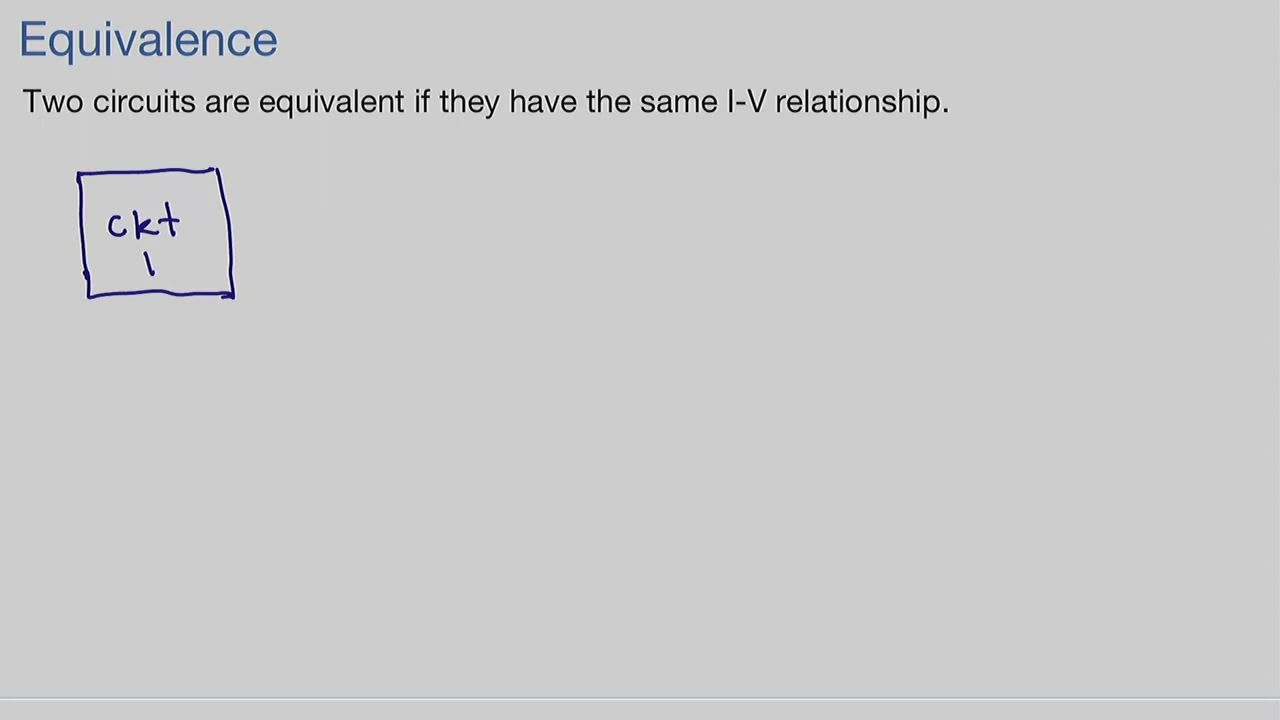 Equivalence
Two circuits are equivalent if they have the same I-V relationship.
ckt
1